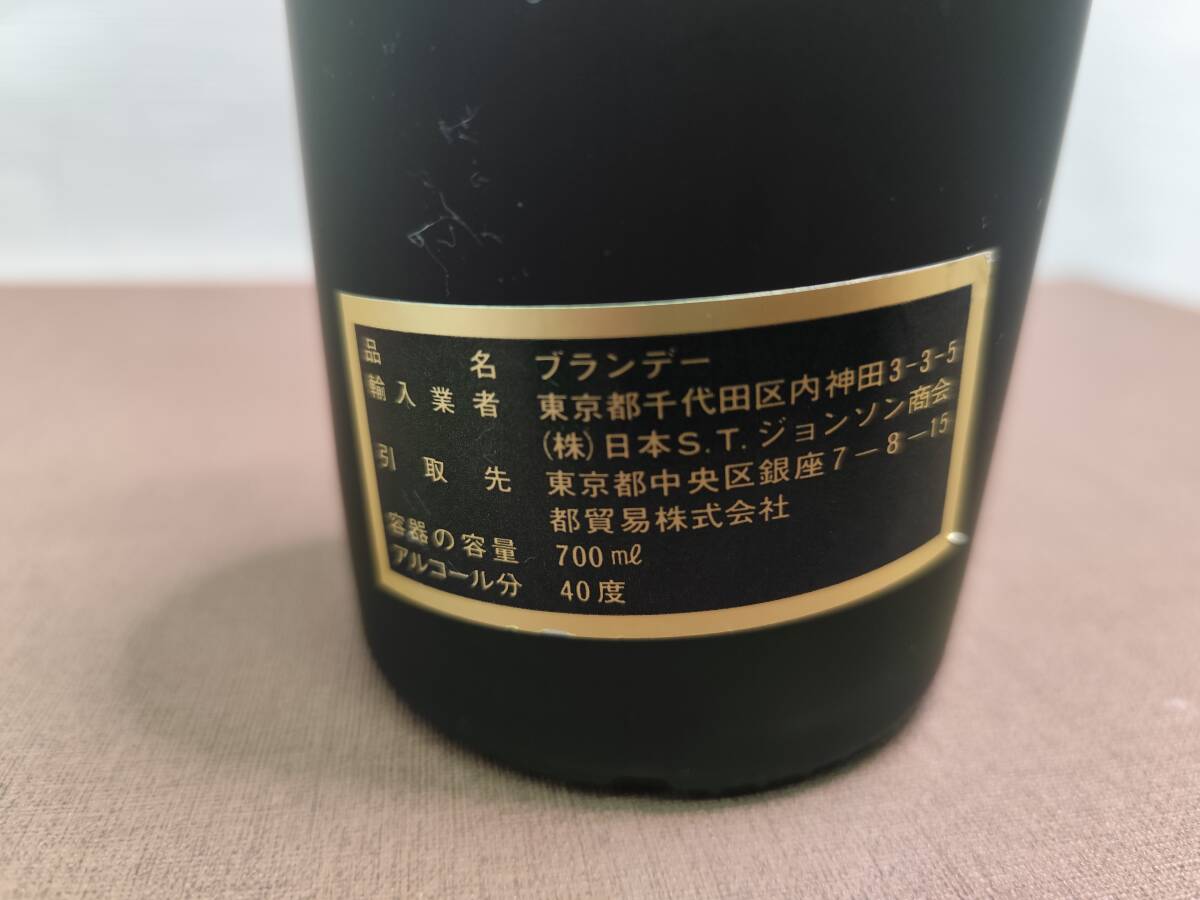 品名 ブランデー
輸入業者 東京都千代田区内神田3-3-5
(株)日本S.T.ジョンソン商会
引取先 東京都中央区銀座7-8-15
都貿易株式会社
容器の容量 700ml
アルコール分 40度